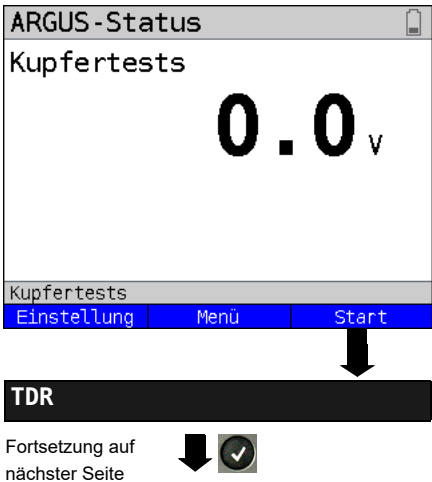 ARGUS-Status
Kupfertests
0.0 V
Kupfertests
Einstellung Menü Start
TDR
Fortsetzung auf
nächster Seite